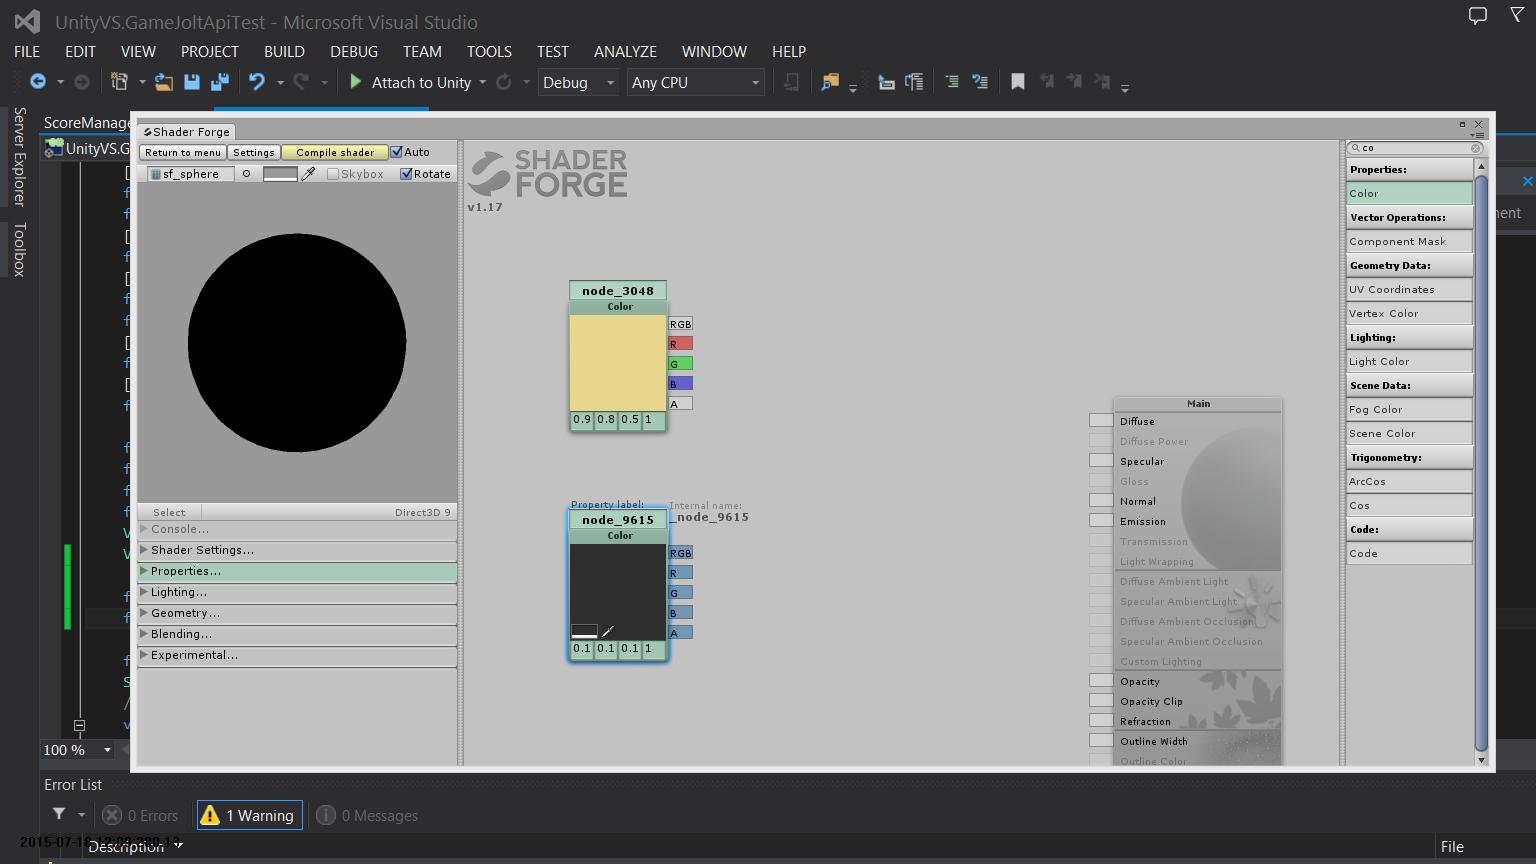 UnityVS.GameJoltApiTest - Microsoft Visual Studio
FILE EDIT VIEW PROJECT BUILD DEBUG TEAM TOOLS TEST ANALYZE WINDOW HELP
Attach to Unity Debug Any CPU
Server Explorer
Toolbox
ScoreManage
UnityVS.G
Shader Forge
Return to menu Settings Compile shader Auto
sf_sphere Skybox Rotate
Select Direct3D 9
Console...
Shader Settings...
Properties...
Lighting...
Geometry...
Blending...
Experimental...
SHADER
FORGE
v1.17
node_3048
Color
RGB
R
G
B
A
0.9 0.8 0.5 1
Property label: Internal name:
node_9615 _node_9615
Color
RGB
R
G
B
A
0.1 0.1 0.1 1
Main
Diffuse
Diffuse Power
Specular
Gloss
Normal
Emission
Transmission
Light Wrapping
Diffuse Ambient Light
Specular Ambient Light
Diffuse Ambient Occlusion
Specular Ambient Occlusion
Custom Lighting
Opacity
Opacity Clip
Refraction
Outline Width
Outline Color
co
Properties:
Color
Vector Operations:
Component Mask
Geometry Data:
UV Coordinates
Vertex Color
Lighting:
Light Color
Scene Data:
Fog Color
Scene Color
Trigonometry:
ArcCos
Cos
Code:
Code
nent
100 %
Error List
0 Errors 1 Warning 0 Messages
Description File